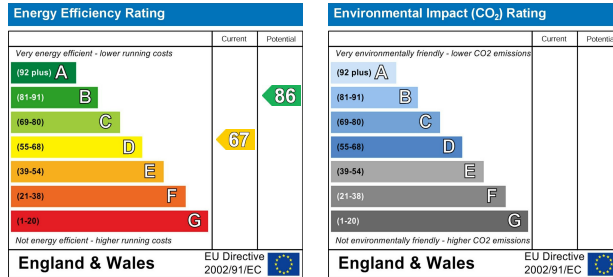 Energy Efficiency Rating
Current
Potential
Very energy efficient - lower running costs
(92 plus) A
(81-91) B
(69-80) C
(55-68) D
(39-54) E
(21-38) F
(1-20) G
67
86
Not energy efficient - higher running costs
England & Wales
EU Directive
2002/91/EC
Environmental Impact (CO₂) Rating
Current
Potential
Very environmentally friendly - lower CO2 emissions
(92 plus) A
(81-91) B
(69-80) C
(55-68) D
(39-54) E
(21-38) F
(1-20) G
Not environmentally friendly - higher CO2 emissions
England & Wales
EU Directive
2002/91/EC